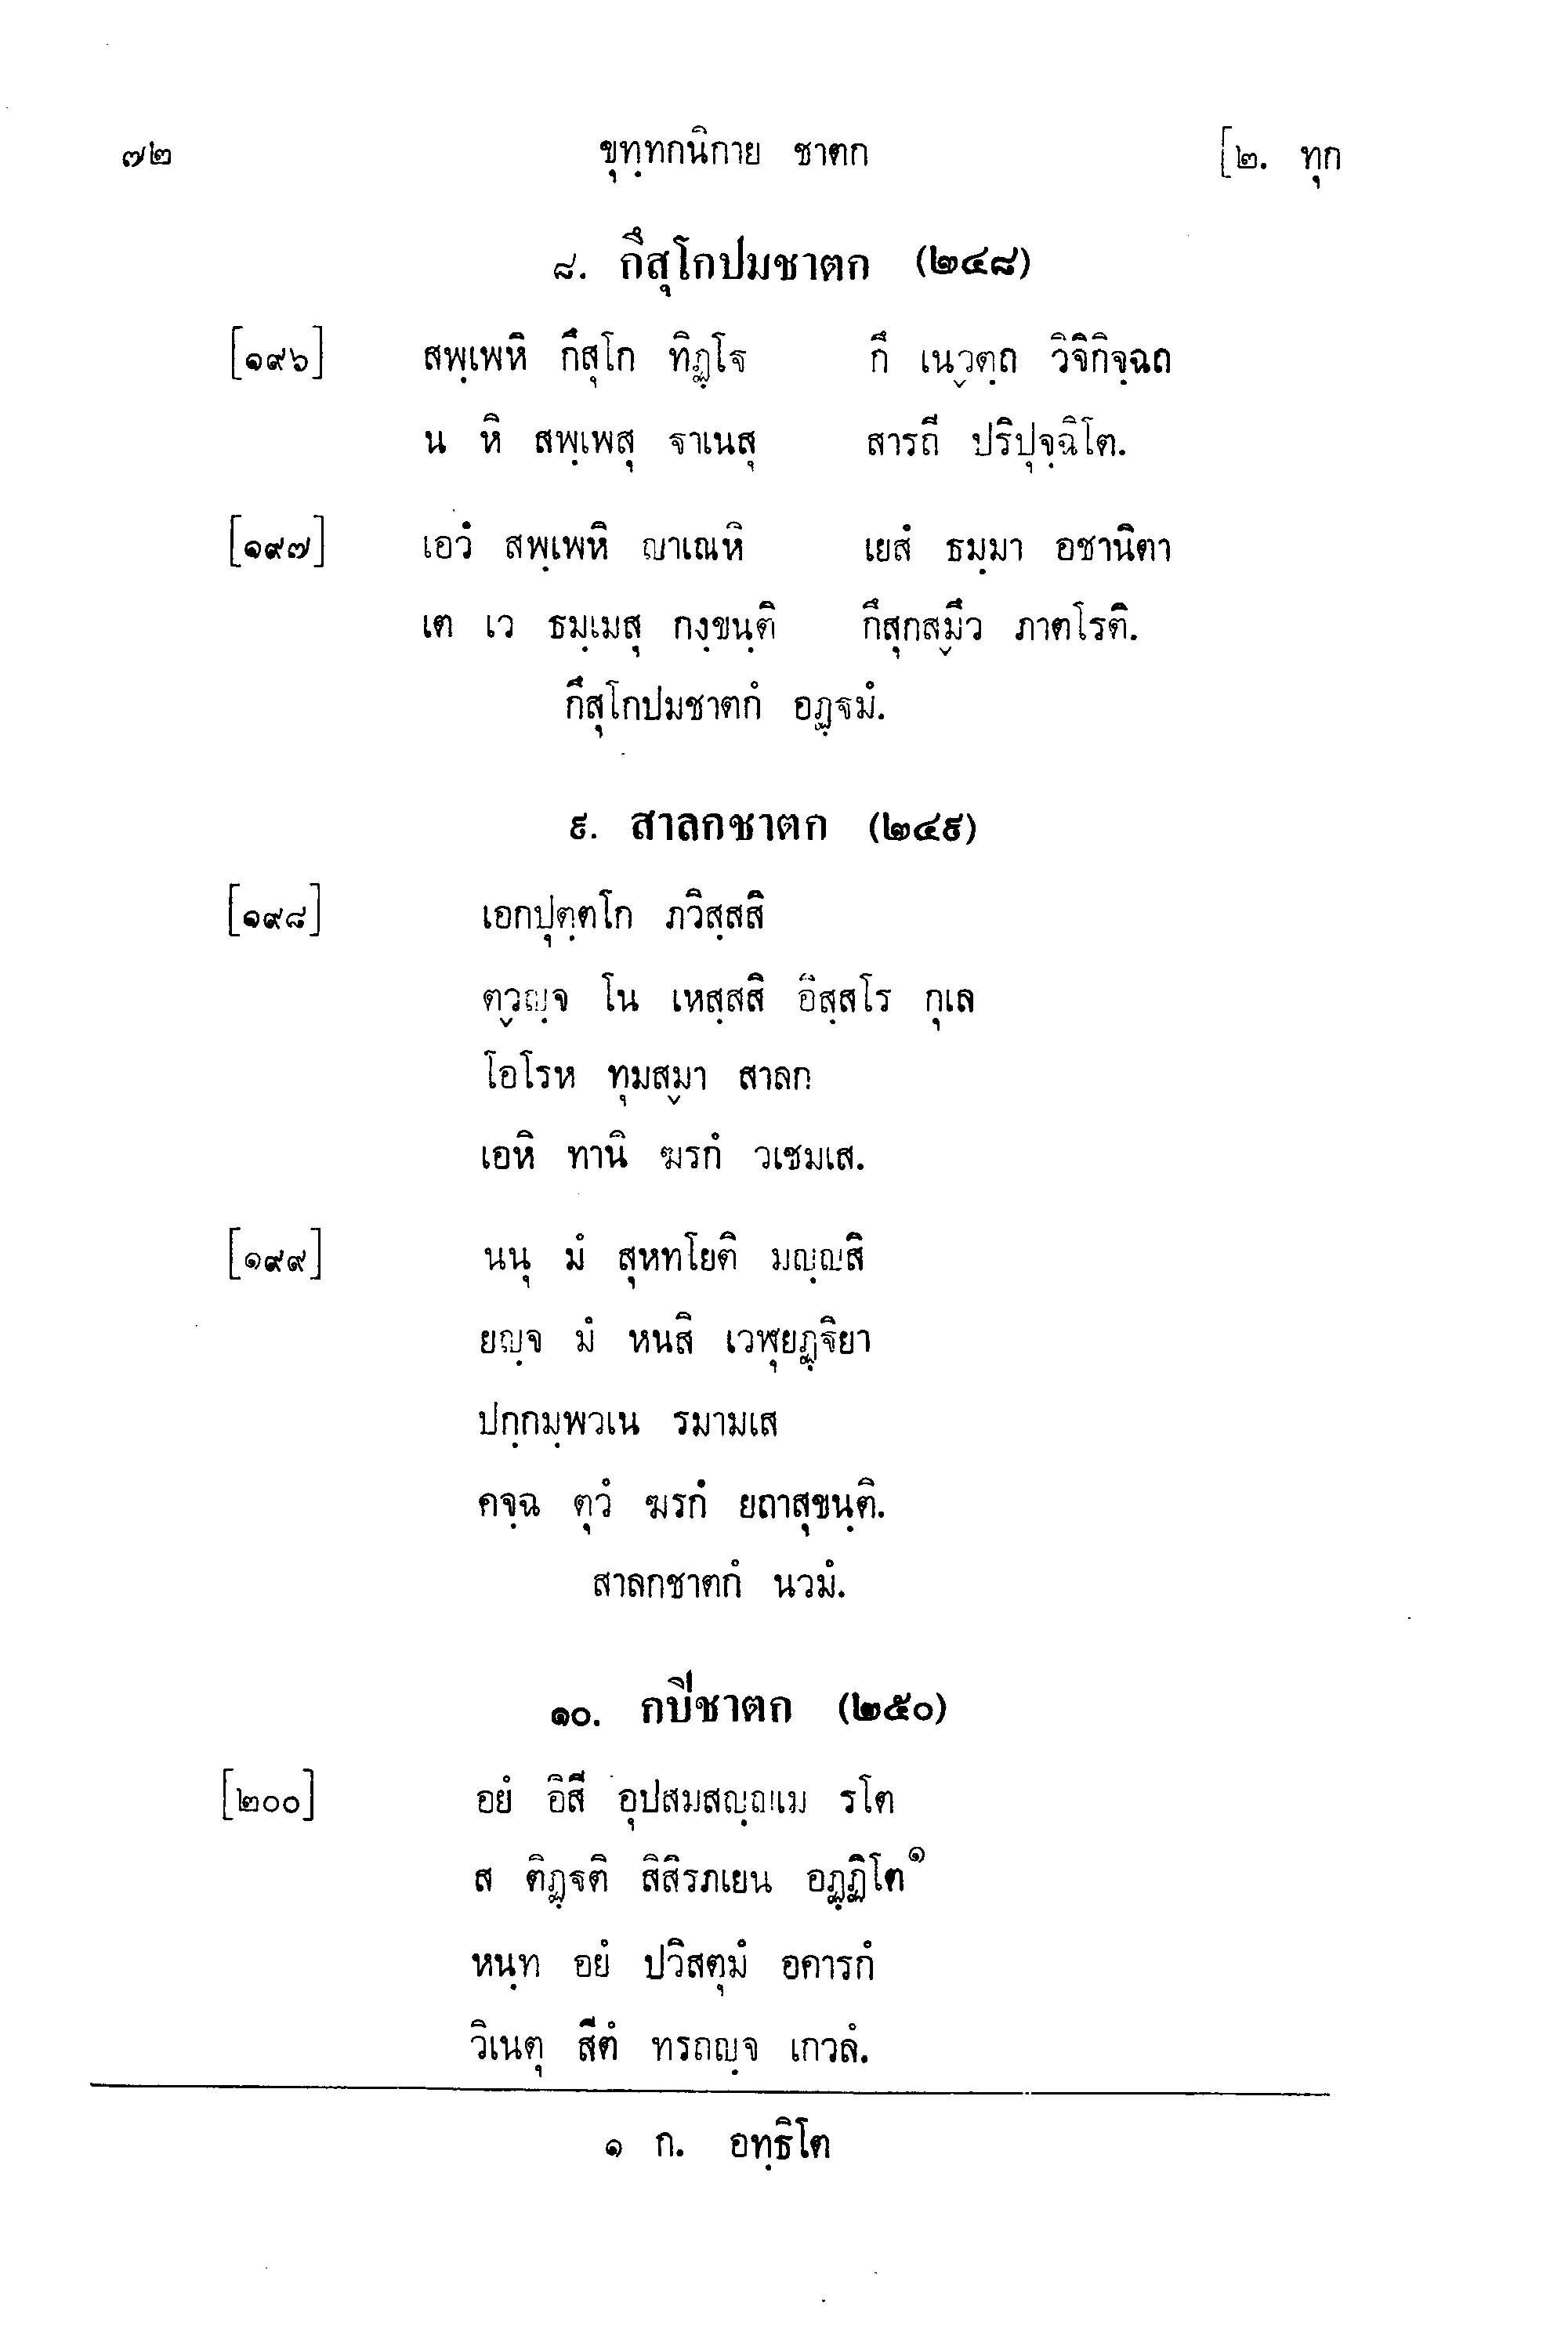 ๗๒ ขุทฺทกนิกาย ชาตก [๒. ทุก
๘. กึสุโกปมชาตก (๒๔๘)
[๑๙๖] สพฺเพหิ กึสุโก ทิฏฺโฐ กึ เนฺวตฺถ วิจิกิจฺฉถ
น หิ สพฺเพสุ ฐาเนสุ สารถี ปริปุจฺฉิโต.
[๑๙๗] เอวํ สพฺเพหิ ญาเณหิ เยสํ ธมฺมา อชานิตา
เต เว ธมฺเมสุ กงฺขนฺติ กึสุกสฺมึว ภาตโรติ.
กึสุโกปมชาตกํ อฏฺฐมํ.
๙. สาลกชาตก (๒๔๙)
[๑๙๘] เอกปุตฺตโก ภวิสฺสสิ
ตฺวญฺจ โน เหสฺสสิ อิสฺสโร กุเล
โอโรห ทุมสฺมา สาลก
เอหิ ทานิ ฆรกํ วเชมเส.
[๑๙๙] นนุ มํ สุหทโยติ มญฺญสิ
ยญฺจ มํ หนสิ เวฬุยฏฺฐิยา
ปกฺกมฺพวเน รมามเส
คจฺฉ ตุวํ ฆรกํ ยถาสุขนฺติ.
สาลกชาตกํ นวมํ.
๑๐. กปิชาตก (๒๕๐)
[๒๐๐] อยํ อิสี อุปสมสญฺญเม รโต
ส ติฏฺฐติ สิสิรภเยน อฏฺฏิโต๑
หนฺท อยํ ปวิสตุมํ อคารกํ
วิเนตุ สีตํ ทรถญฺจ เกวลํ.
๑ ก. อทฺธิโต